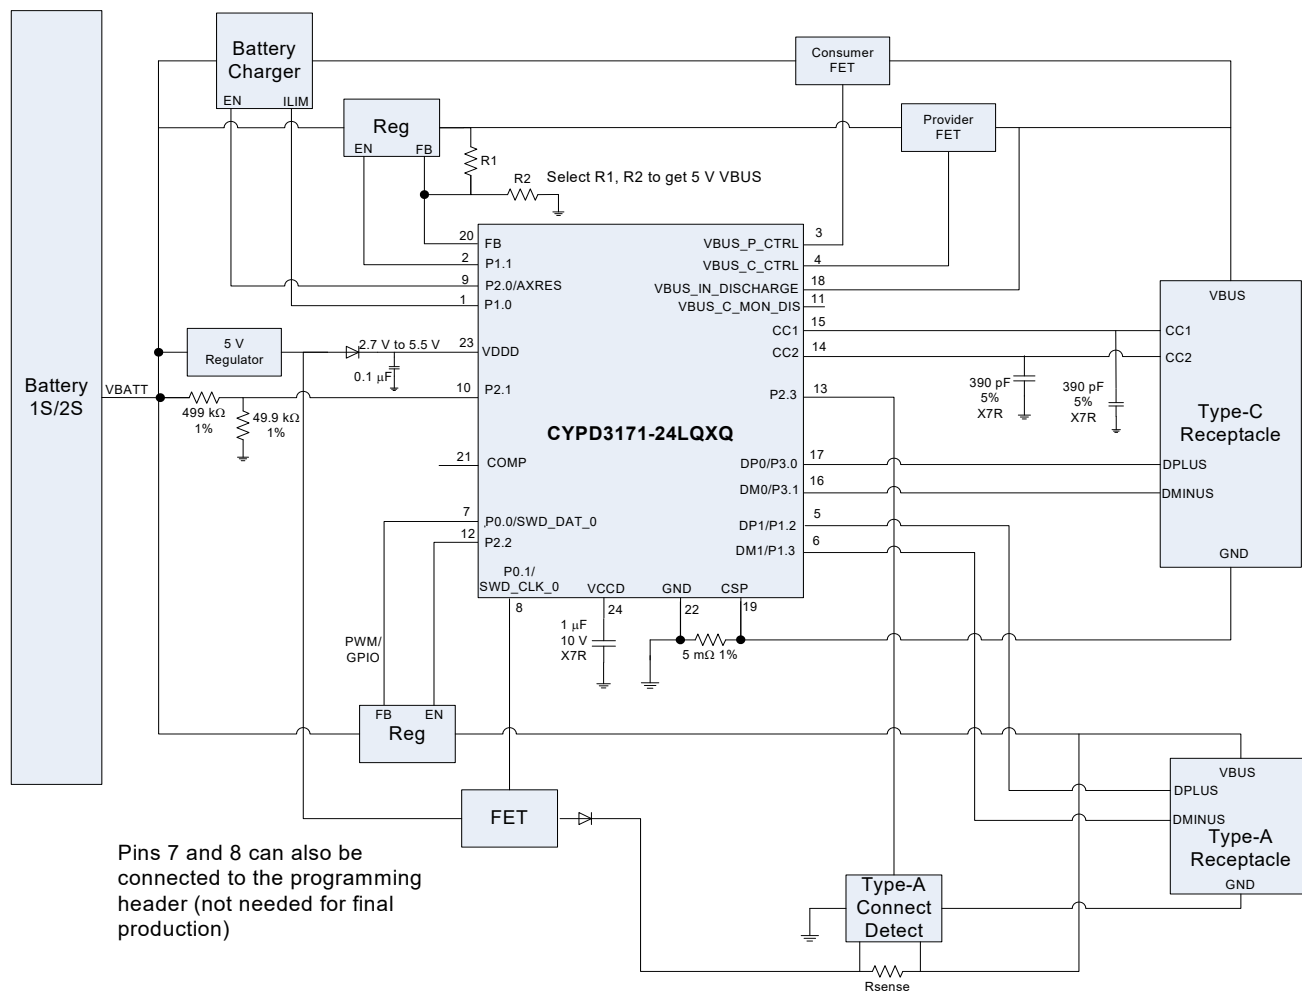 Battery
Charger
EN
ILIM
Consumer
FET
Provider
FET
Reg
EN
FB
R1
R2
Select R1, R2 to get 5 V VBUS
20
FB
2
P1.1
9
P2.0/AXRES
1
P1.0
23
VDDD
10
P2.1
21
COMP
7
P0.0/SWD_DAT_0
12
P2.2
P0.1/
SWD_CLK_0
8
VCCD
24
GND
22
CSP
19
CYPD3171-24LQXQ
VBUS_P_CTRL
3
VBUS_C_CTRL
4
VBUS_IN_DISCHARGE
18
VBUS_C_MON_DIS
11
CC1
15
CC2
14
P2.3
13
DP0/P3.0
17
DM0/P3.1
16
DP1/P1.2
5
DM1/P1.3
6
5 V
Regulator
2.7 V to 5.5 V
0.1 µF
Battery
1S/2S
VBATT
499 kΩ
1%
49.9 kΩ
1%
390 pF
5%
X7R
390 pF
5%
X7R
VBUS
CC1
CC2
Type-C
Receptacle
DPLUS
DMINUS
GND
1 µF
10 V
X7R
5 mΩ 1%
PWM/
GPIO
FB
EN
Reg
FET
VBUS
DPLUS
DMINUS
Type-A
Receptacle
GND
Type-A
Connect
Detect
Rsense
Pins 7 and 8 can also be
connected to the programming
header (not needed for final
production)